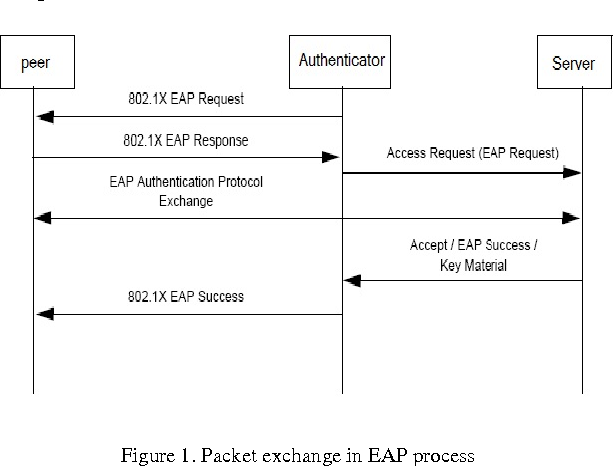 peer
Authenticator
Server
802.1X EAP Request
802.1X EAP Response
Access Request (EAP Request)
EAP Authentication Protocol
Exchange
Accept / EAP Success /
Key Material
802.1X EAP Success
Figure 1. Packet exchange in EAP process